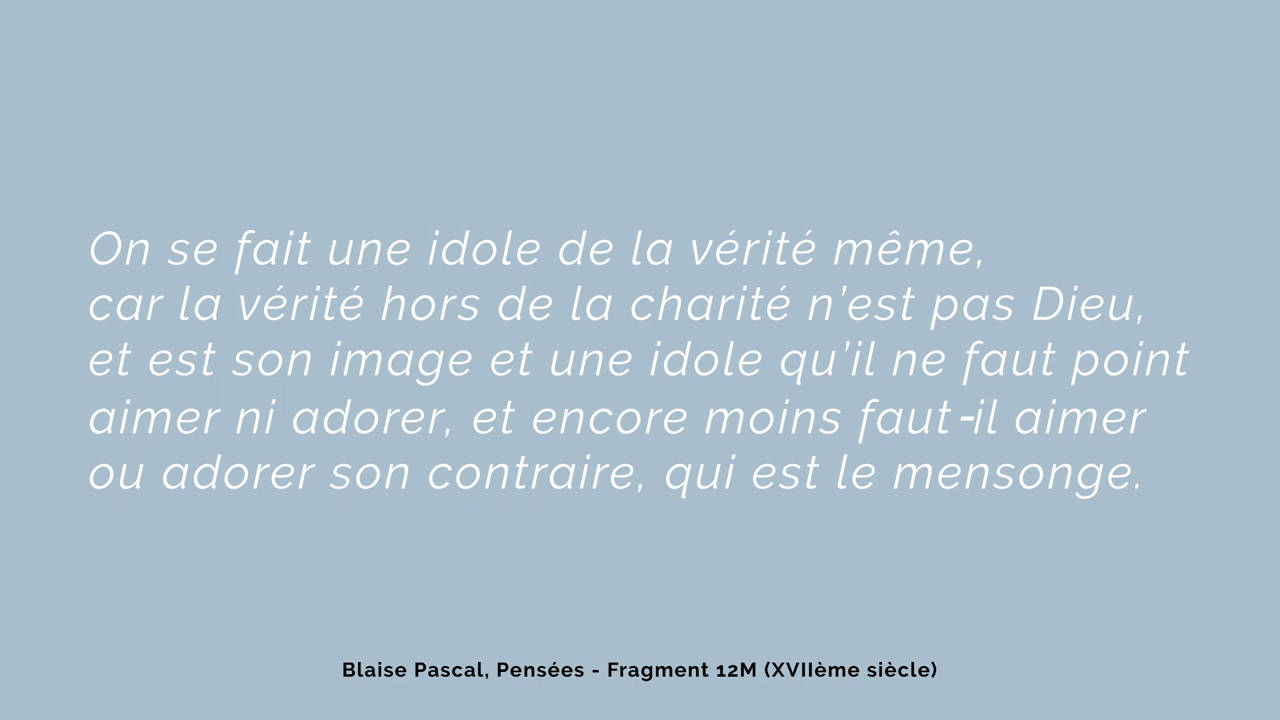 On se fait une idole de la vérité même,
car la vérité hors de la charité n’est pas Dieu,
et est son image et une idole qu’il ne faut point
aimer ni adorer, et encore moins faut-il aimer
ou adorer son contraire, qui est le mensonge.
Blaise Pascal, Pensées - Fragment 12M (XVIIème siècle)